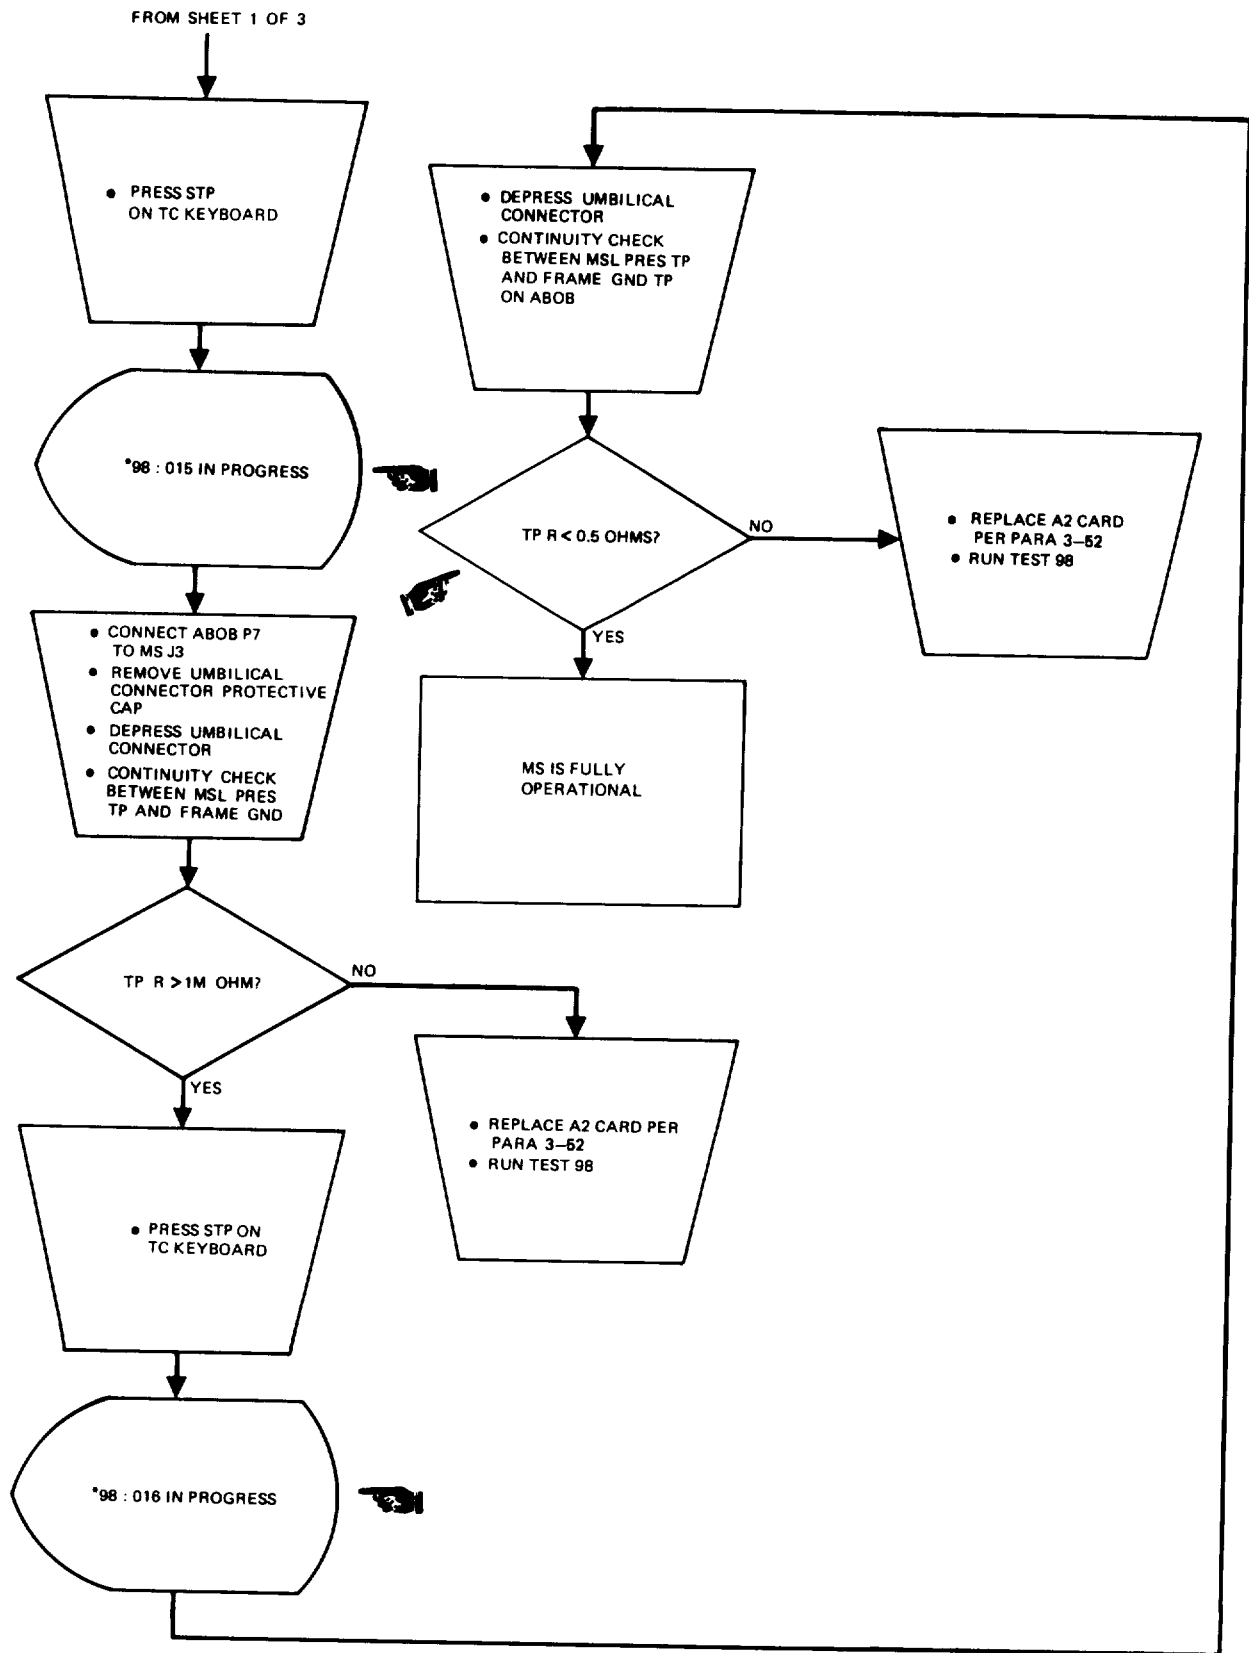 FROM SHEET 1 OF 3
• PRESS STP
ON TC KEYBOARD
*98 : 015 IN PROGRESS
• CONNECT ABOB P7
TO MS J3
• REMOVE UMBILICAL
CONNECTOR PROTECTIVE
CAP
• DEPRESS UMBILICAL
CONNECTOR
• CONTINUITY CHECK
BETWEEN MSL PRES
TP AND FRAME GND
TP R > 1M OHM?
NO
YES
• REPLACE A2 CARD PER
PARA 3–52
• RUN TEST 98
• PRESS STP ON
TC KEYBOARD
*98 : 016 IN PROGRESS
• DEPRESS UMBILICAL
CONNECTOR
• CONTINUITY CHECK
BETWEEN MSL PRES TP
AND FRAME GND TP
ON ABOB
TP R < 0.5 OHMS?
NO
YES
• REPLACE A2 CARD
PER PARA 3–52
• RUN TEST 98
MS IS FULLY
OPERATIONAL